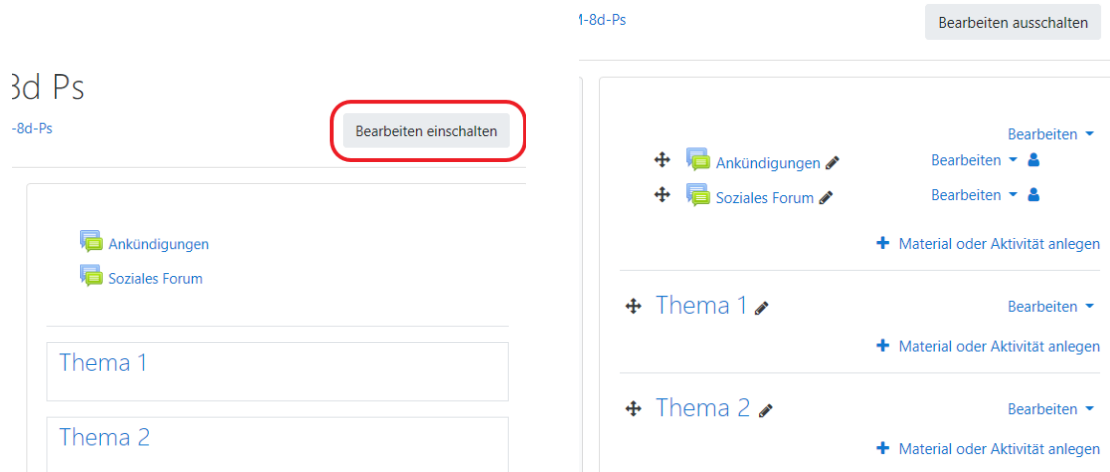 3d Ps
-8d-Ps
Bearbeiten einschalten
Ankündigungen
Soziales Forum
Thema 1
Thema 2
-8d-Ps
Bearbeiten ausschalten
Bearbeiten
Ankündigungen Bearbeiten
Soziales Forum Bearbeiten
+ Material oder Aktivität anlegen
Thema 1 Bearbeiten
+ Material oder Aktivität anlegen
Thema 2 Bearbeiten
+ Material oder Aktivität anlegen